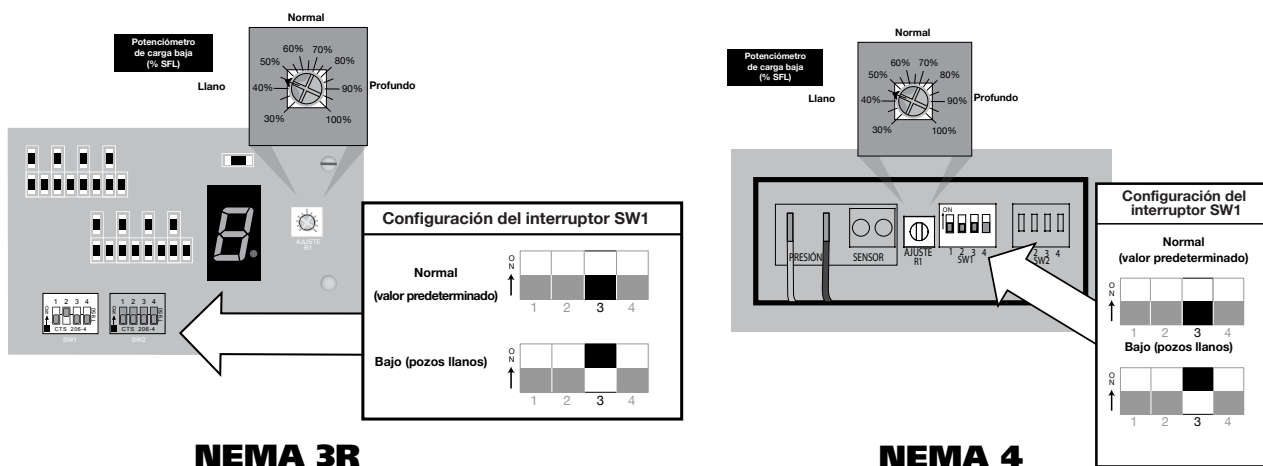 Normal
Potenciómetro
de carga baja
(% SFL)
60% 70%
50% 80%
Llano 40% 90% Profundo
30% 100%
AJUSTE
R1
1 2 3 4
CTS 206-4
SW1
1 2 3 4
CTS 206-4
SW2
Configuración del interruptor SW1
Normal
(valor predeterminado)
ON
1 2 3 4
Bajo (pozos llanos)
ON
1 2 3 4
NEMA 3R
Normal
Potenciómetro
de carga baja
(% SFL)
60% 70%
50% 80%
Llano 40% 90% Profundo
30% 100%
PRESIÓN
SENSOR
AJUSTE
R1
ON
1 2 3 4
SW1
2 3 4
SW2
Configuración del
interruptor SW1
Normal
(valor predeterminado)
ON
1 2 3 4
Bajo (pozos llanos)
ON
1 2 3 4
NEMA 4